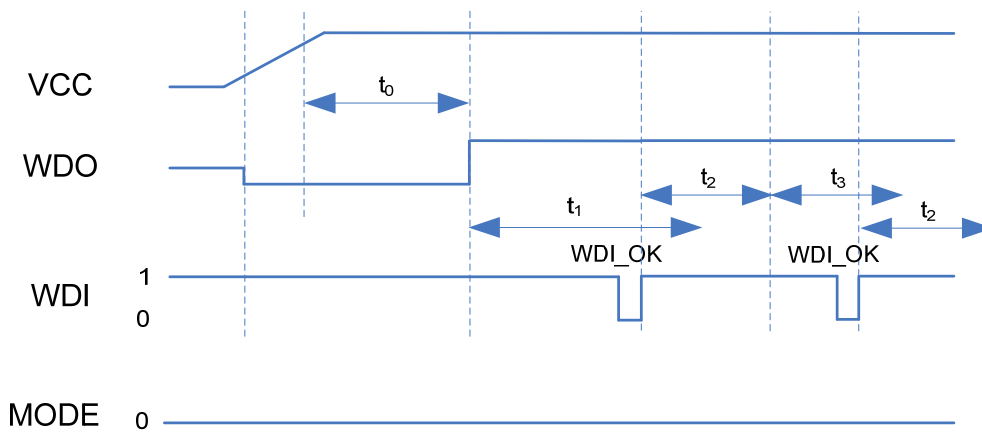 VCC
t0
WDO
t2
t3
t1
t2
WDI_OK
WDI_OK
WDI
1
0
MODE
0